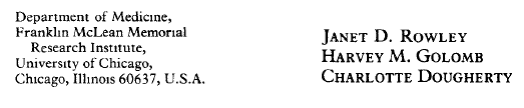 Department of Medicine,
Franklin McLean Memorial
Research Institute,
University of Chicago,
Chicago, Illinois 60637, U.S.A.
JANET D. ROWLEY
HARVEY M. GOLOMB
CHARLOTTE DOUGHERTY